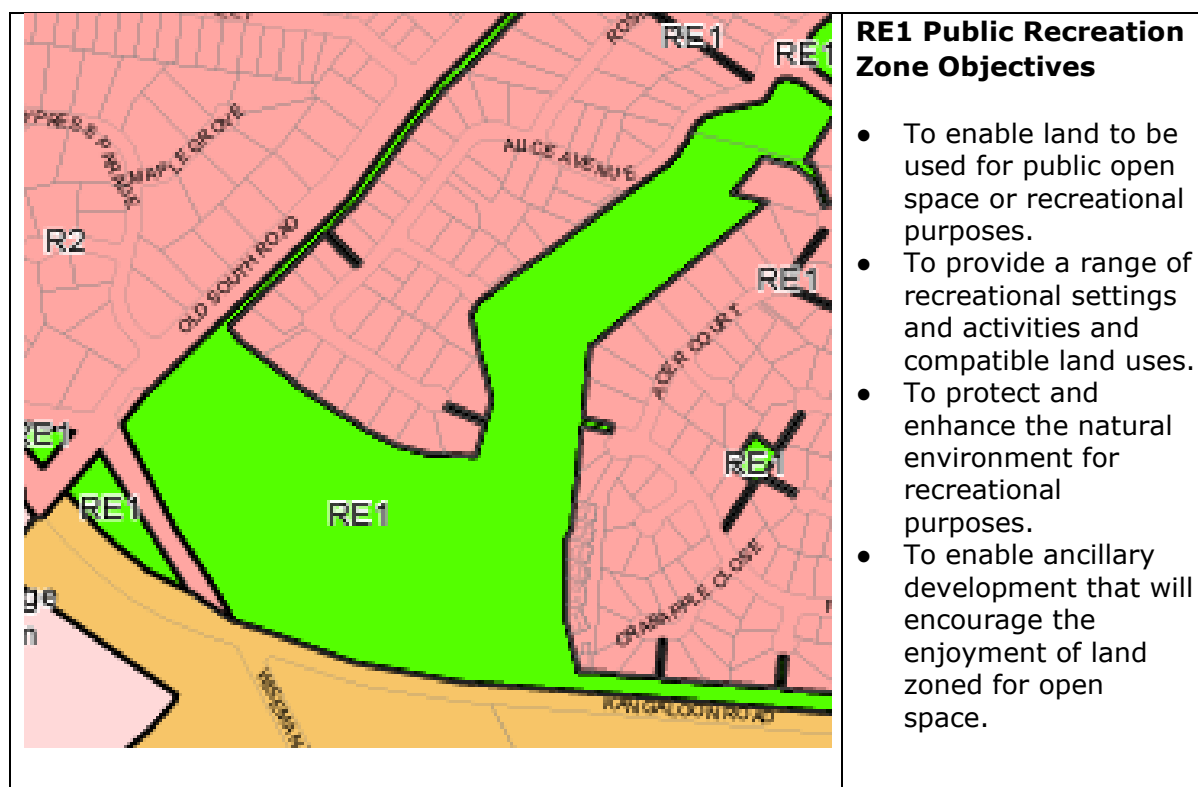 RE1
RE1
ALICE AVENUE
MAPLE GROVE
R2
OLD SOUTH ROAD
RE1
ACER COURT
RE1
RE1
RE1
RE1
CRABAPPLE CLOSE
KANGALOON ROAD
RE1 Public Recreation
Zone Objectives
● To enable land to be
used for public open
space or recreational
purposes.
● To provide a range of
recreational settings
and activities and
compatible land uses.
● To protect and
enhance the natural
environment for
recreational
purposes.
● To enable ancillary
development that will
encourage the
enjoyment of land
zoned for open
space.